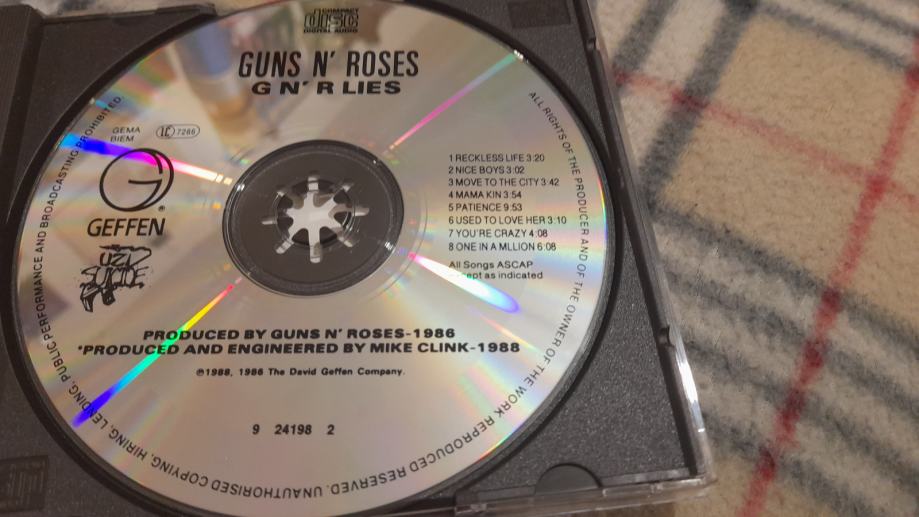 COMPACT
disc
DIGITAL AUDIO
GUNS N' ROSES
G N' R LIES
GEMA
BIEM
LC 7266
GEFFEN
®
UZI
SUICIDE
1 RECKLESS LIFE 3:20
2 NICE BOYS 3:02
3 MOVE TO THE CITY 3:42
4 MAMA KIN 3:54
5 PATIENCE 9:53
6 USED TO LOVE HER 3:10
7 YOU'RE CRAZY 4:08
8 ONE IN A MLLION 6:08
All Songs ASCAP
except as indicated
PRODUCED BY GUNS N' ROSES-1986
*PRODUCED AND ENGINEERED BY MIKE CLINK-1988
℗1988, 1986 The David Geffen Company.
9 24198 2
ALL RIGHTS OF THE PRODUCER AND OF THE OWNER OF THE WORK REPRODUCED RESERVED. UNAUTHORISED COPYING, HIRING, LENDING, PUBLIC PERFORMANCE AND BROADCASTING PROHIBITED.